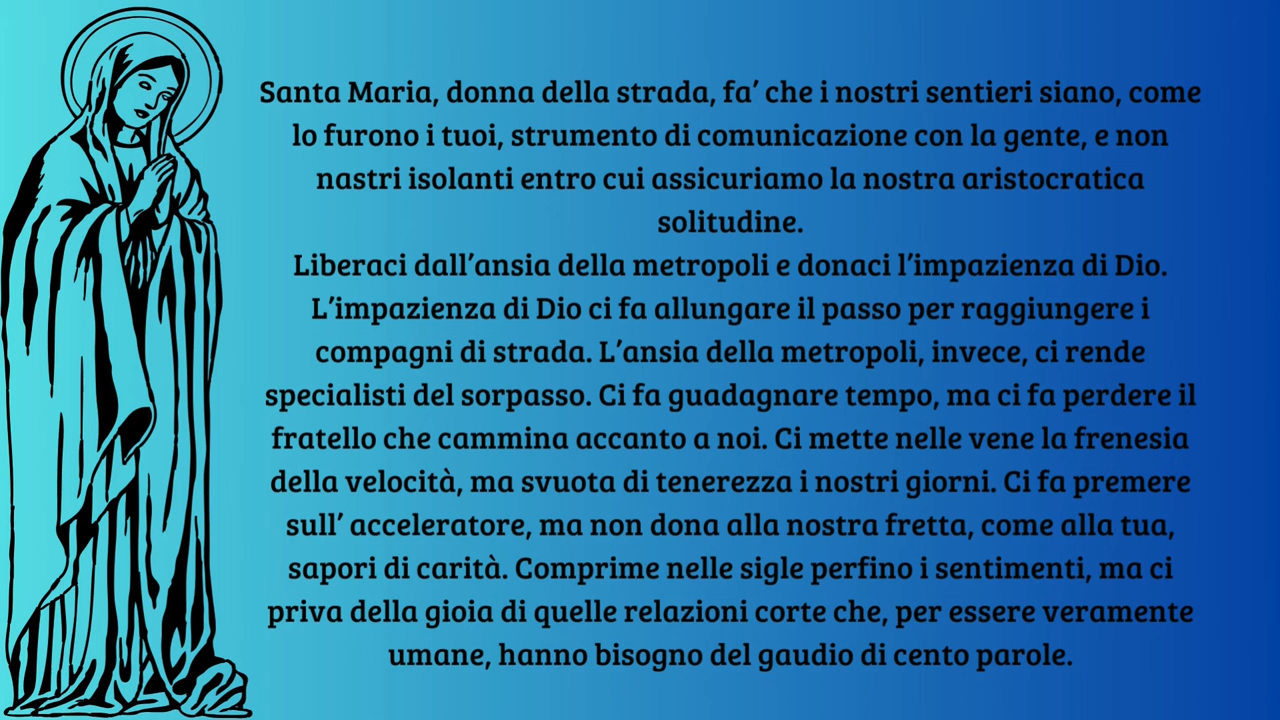 Santa Maria, donna della strada, fa’ che i nostri sentieri siano, come
lo furono i tuoi, strumento di comunicazione con la gente, e non
nastri isolanti entro cui assicuriamo la nostra aristocratica
solitudine.
Liberaci dall’ansia della metropoli e donaci l’impazienza di Dio.
L’impazienza di Dio ci fa allungare il passo per raggiungere i
compagni di strada. L’ansia della metropoli, invece, ci rende
specialisti del sorpasso. Ci fa guadagnare tempo, ma ci fa perdere il
fratello che cammina accanto a noi. Ci mette nelle vene la frenesia
della velocità, ma svuota di tenerezza i nostri giorni. Ci fa premere
sull’ acceleratore, ma non dona alla nostra fretta, come alla tua,
sapori di carità. Comprime nelle sigle perfino i sentimenti, ma ci
priva della gioia di quelle relazioni corte che, per essere veramente
umane, hanno bisogno del gaudio di cento parole.